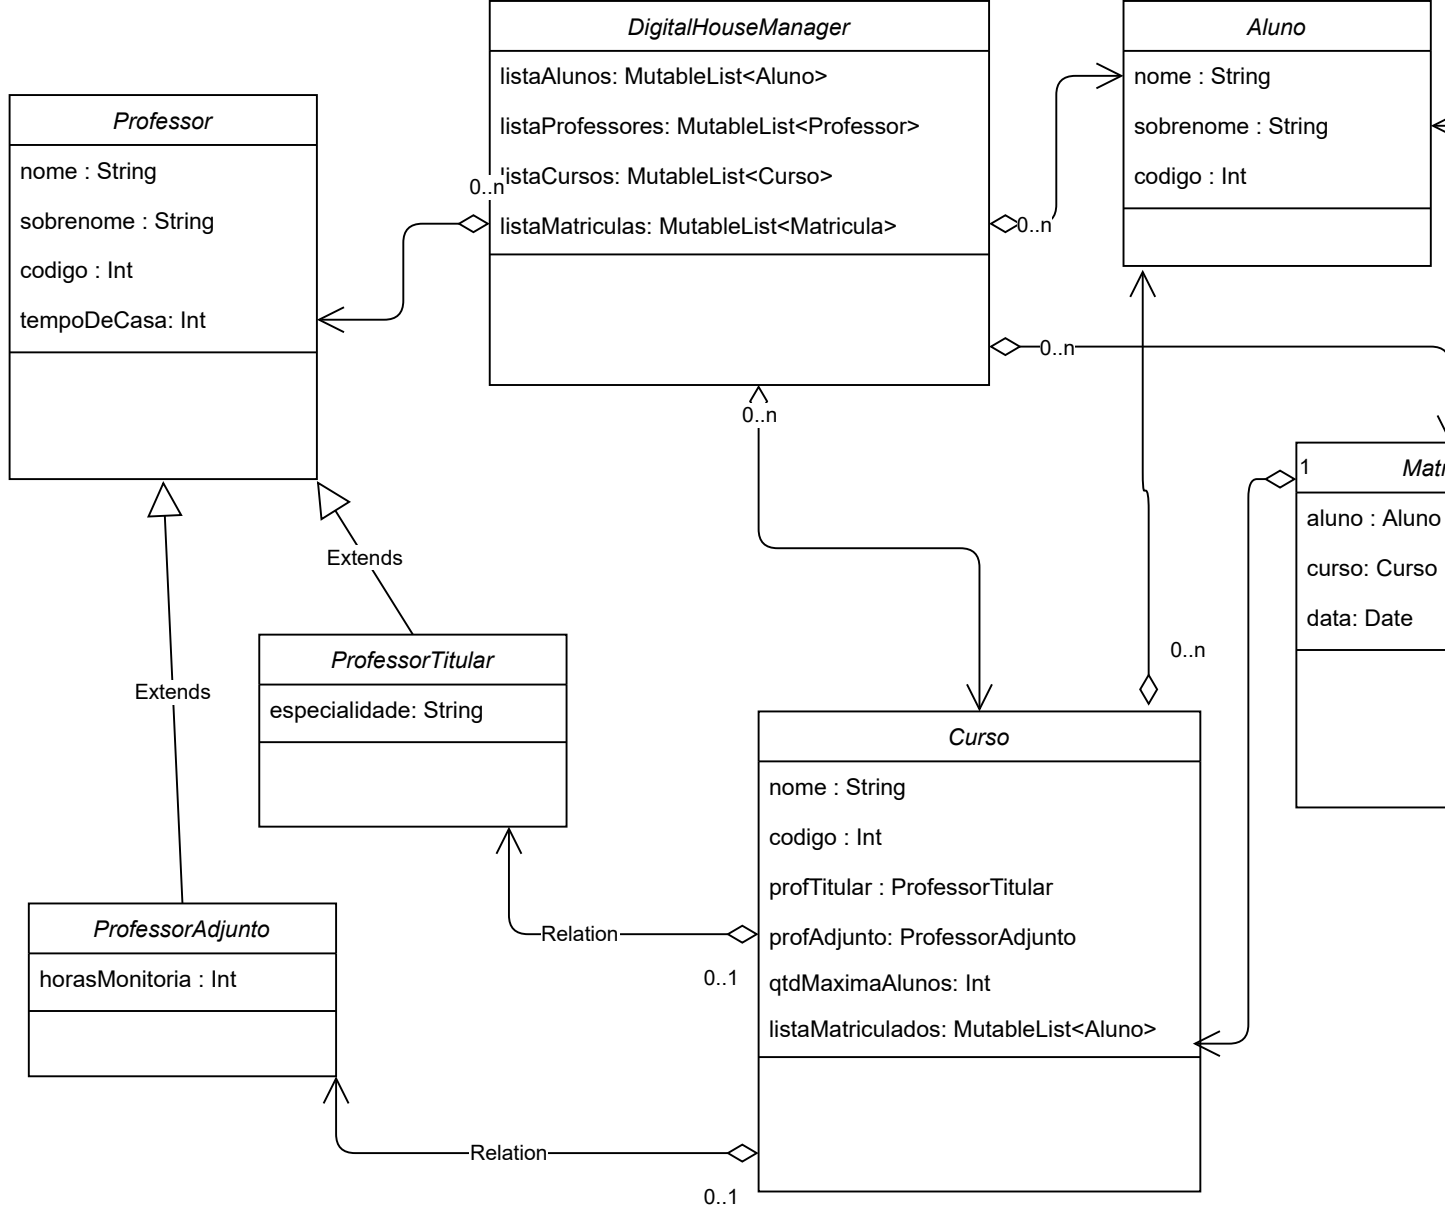 DigitalHouseManager
listaAlunos: MutableList<Aluno>
listaProfessores: MutableList<Professor>
listaCursos: MutableList<Curso>
listaMatriculas: MutableList<Matricula>
Aluno
nome : String
sobrenome : String
codigo : Int
Professor
nome : String
sobrenome : String
codigo : Int
tempoDeCasa: Int
0..n
0..n
0..n
0..n
1
Matr
aluno : Aluno
curso: Curso
data: Date
Extends
Extends
ProfessorTitular
especialidade: String
0..n
Curso
nome : String
codigo : Int
profTitular : ProfessorTitular
profAdjunto: ProfessorAdjunto
qtdMaximaAlunos: Int
listaMatriculados: MutableList<Aluno>
Relation
0..1
ProfessorAdjunto
horasMonitoria : Int
Relation
0..1